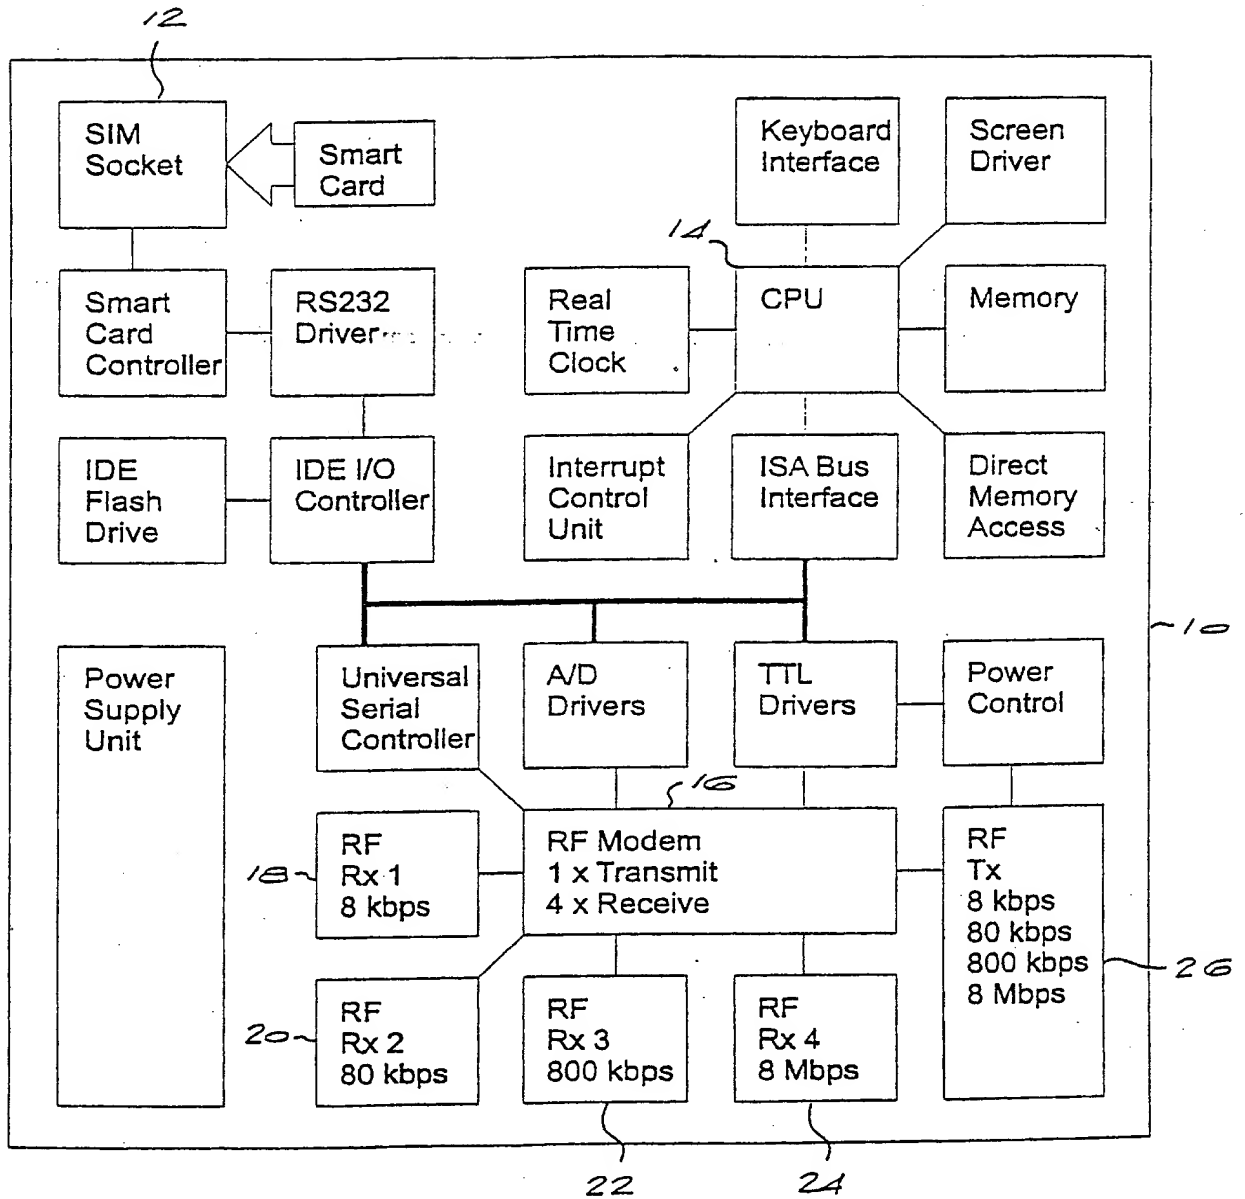 12
SIM
Socket
Smart
Card
Keyboard
Interface
Screen
Driver
14
Smart
Card
Controller
RS232
Driver
Real
Time
Clock
CPU
Memory
IDE
Flash
Drive
IDE I/O
Controller
Interrupt
Control
Unit
ISA Bus
Interface
Direct
Memory
Access
10
Power
Supply
Unit
Universal
Serial
Controller
A/D
Drivers
TTL
Drivers
Power
Control
16
18
RF
Rx 1
8 kbps
RF Modem
1 x Transmit
4 x Receive
RF
Tx
8 kbps
80 kbps
800 kbps
8 Mbps
26
20
RF
Rx 2
80 kbps
RF
Rx 3
800 kbps
RF
Rx 4
8 Mbps
22
24